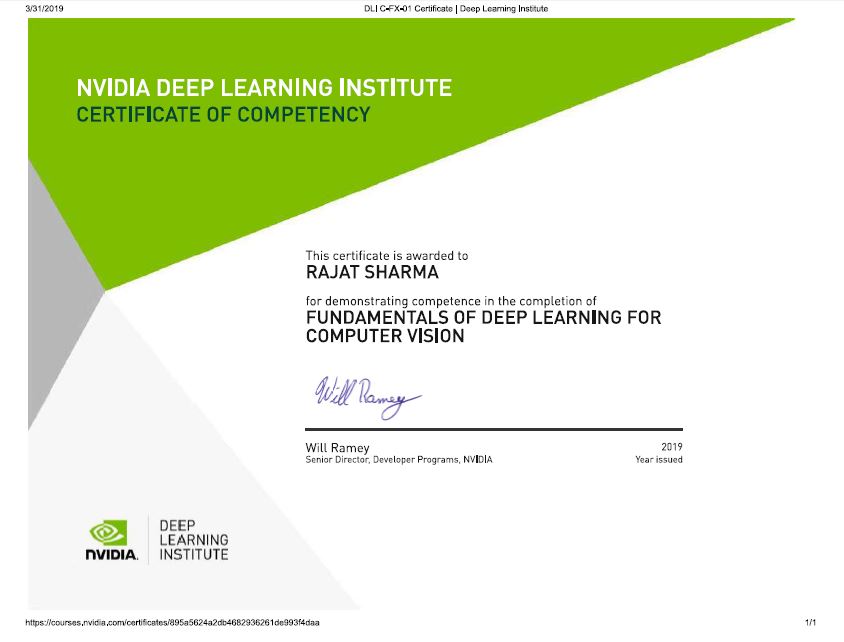 3/31/2019
DLI C-FX-01 Certificate | Deep Learning Institute
NVIDIA DEEP LEARNING INSTITUTE
CERTIFICATE OF COMPETENCY
This certificate is awarded to
RAJAT SHARMA
for demonstrating competence in the completion of
FUNDAMENTALS OF DEEP LEARNING FOR
COMPUTER VISION
Will Ramey
Will Ramey
2019
Senior Director, Developer Programs, NVIDIA
Year issued
NVIDIA.
DEEP
LEARNING
INSTITUTE
https://courses.nvidia.com/certificates/895a5624a2db4682936261de993f4daa
1/1